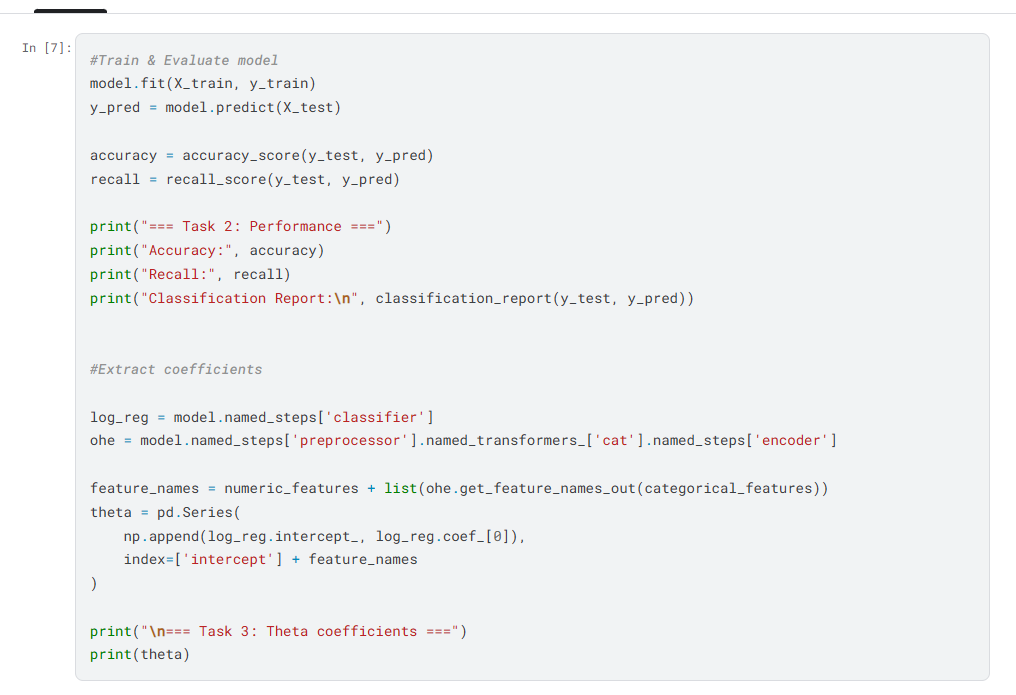 In [7]:
#Train & Evaluate model
model.fit(X_train, y_train)
y_pred = model.predict(X_test)

accuracy = accuracy_score(y_test, y_pred)
recall = recall_score(y_test, y_pred)

print("=== Task 2: Performance ===")
print("Accuracy:", accuracy)
print("Recall:", recall)
print("Classification Report:\n", classification_report(y_test, y_pred))


#Extract coefficients

log_reg = model.named_steps['classifier']
ohe = model.named_steps['preprocessor'].named_transformers_['cat'].named_steps['encoder']

feature_names = numeric_features + list(ohe.get_feature_names_out(categorical_features))
theta = pd.Series(
    np.append(log_reg.intercept_, log_reg.coef_[0]),
    index=['intercept'] + feature_names
)

print("\n=== Task 3: Theta coefficients ===")
print(theta)